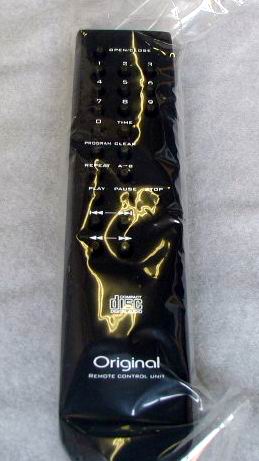 OPEN/CLOSE
1 2 3
4 5 6
7 8 9
0 TIME
PROGRAM CLEAR
REPEAT A-B
PLAY PAUSE STOP
COMPACT
disc
DIGITAL AUDIO
Original
REMOTE CONTROL UNIT